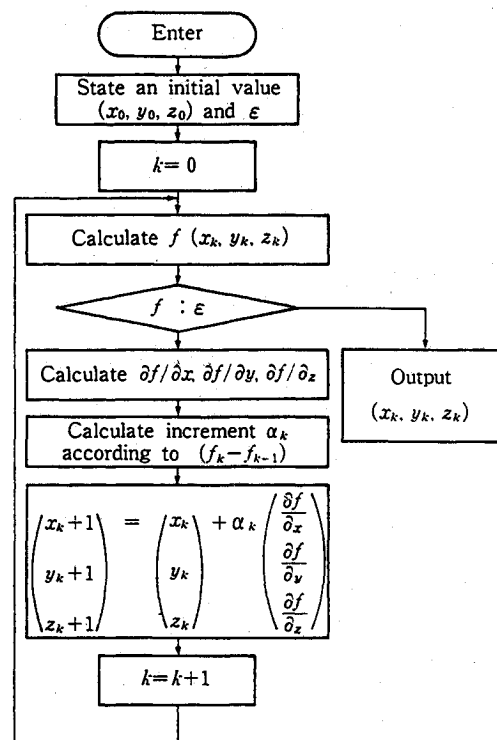 Enter
State an initial value
(x₀, y₀, z₀) and ε
k = 0
Calculate f (xₖ, yₖ, zₖ)
f : ε
Calculate ∂f/∂x, ∂f/∂y, ∂f/∂z
Output
(xₖ, yₖ, zₖ)
Calculate increment αₖ
according to (fₖ−fₖ₋₁)
(xₖ+1 yₖ+1 zₖ+1) = (xₖ yₖ zₖ) + αₖ (∂f/∂x ∂f/∂y ∂f/∂z)
k=k+1